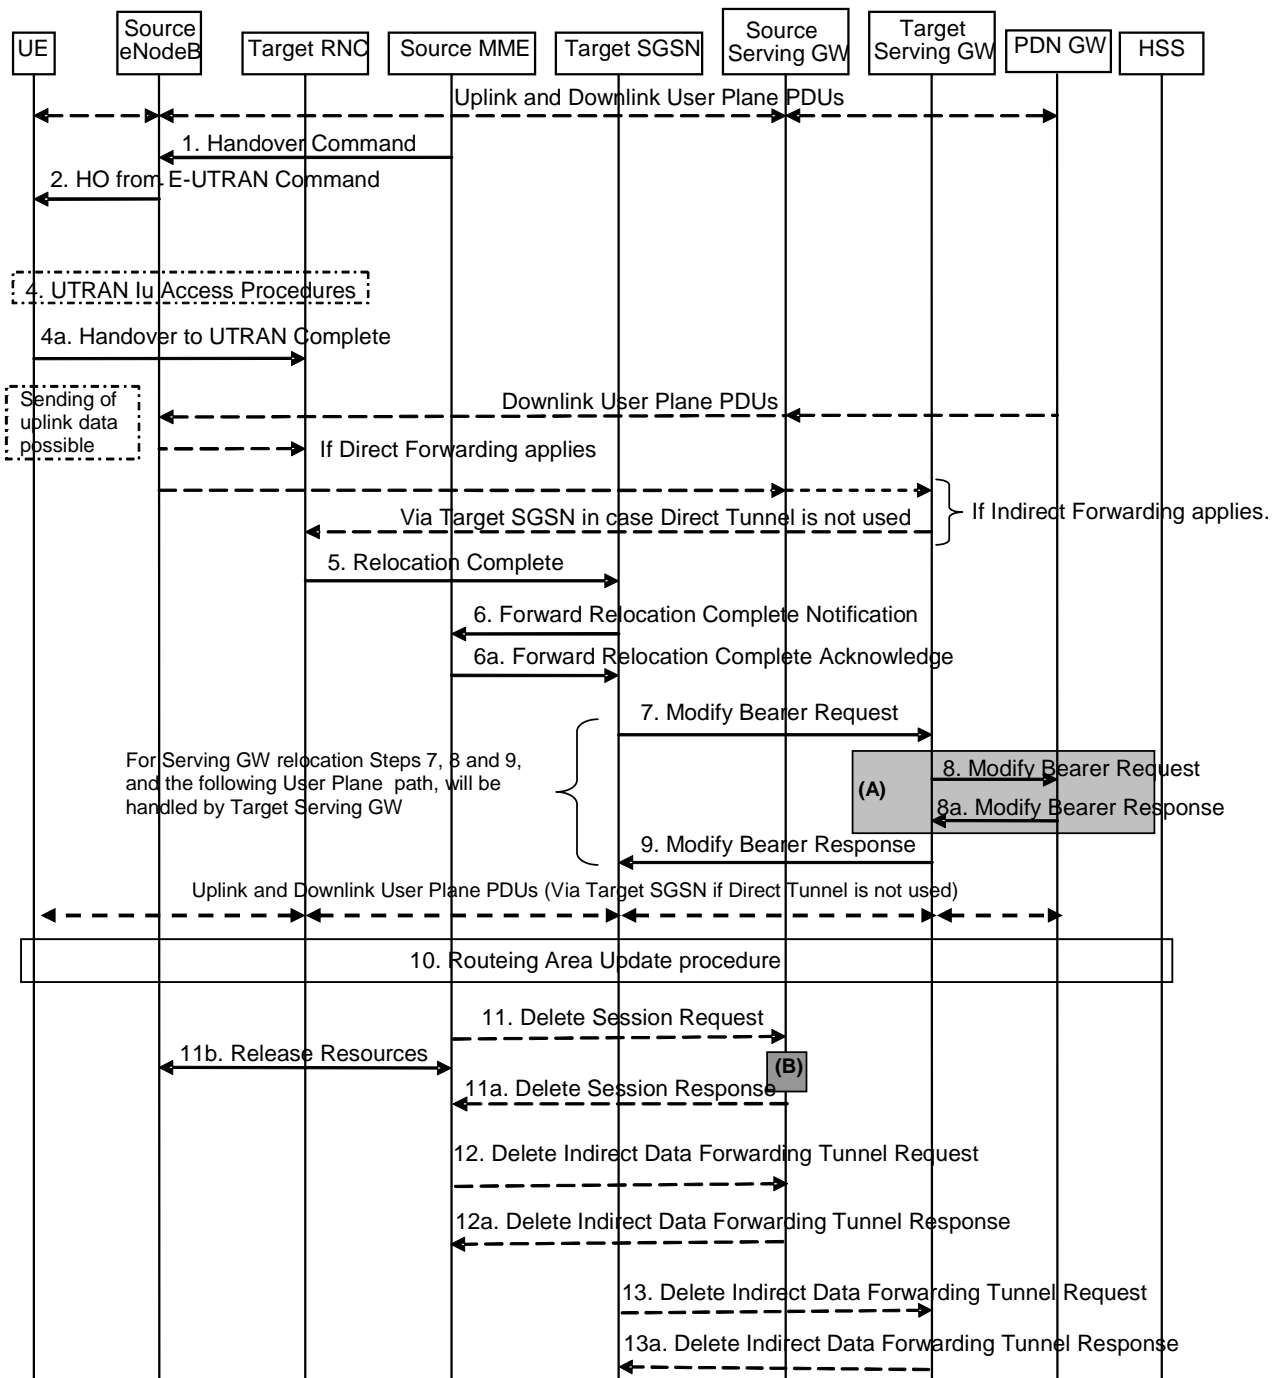 UE
Source
eNodeB
Target RNC
Source MME
Target SGSN
Source
Serving GW
Target
Serving GW
PDN GW
HSS
Uplink and Downlink User Plane PDUs
1. Handover Command
2. HO from E-UTRAN Command
4. UTRAN Iu Access Procedures
4a. Handover to UTRAN Complete
Sending of
uplink data
possible
Downlink User Plane PDUs
If Direct Forwarding applies
Via Target SGSN in case Direct Tunnel is not used
If Indirect Forwarding applies.
5. Relocation Complete
6. Forward Relocation Complete Notification
6a. Forward Relocation Complete Acknowledge
7. Modify Bearer Request
For Serving GW relocation Steps 7, 8 and 9,
and the following User Plane path, will be
handled by Target Serving GW
(A)
8. Modify Bearer Request
8a. Modify Bearer Response
9. Modify Bearer Response
Uplink and Downlink User Plane PDUs (Via Target SGSN if Direct Tunnel is not used)
10. Routeing Area Update procedure
11. Delete Session Request
11b. Release Resources
(B)
11a. Delete Session Response
12. Delete Indirect Data Forwarding Tunnel Request
12a. Delete Indirect Data Forwarding Tunnel Response
13. Delete Indirect Data Forwarding Tunnel Request
13a. Delete Indirect Data Forwarding Tunnel Response